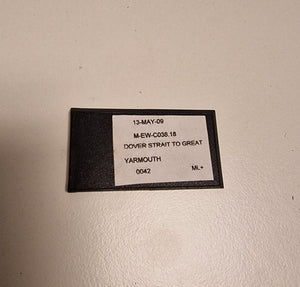 13-MAY-09
M-EW-C038.18
DOVER STRAIT TO GREAT
YARMOUTH
0042 ML+